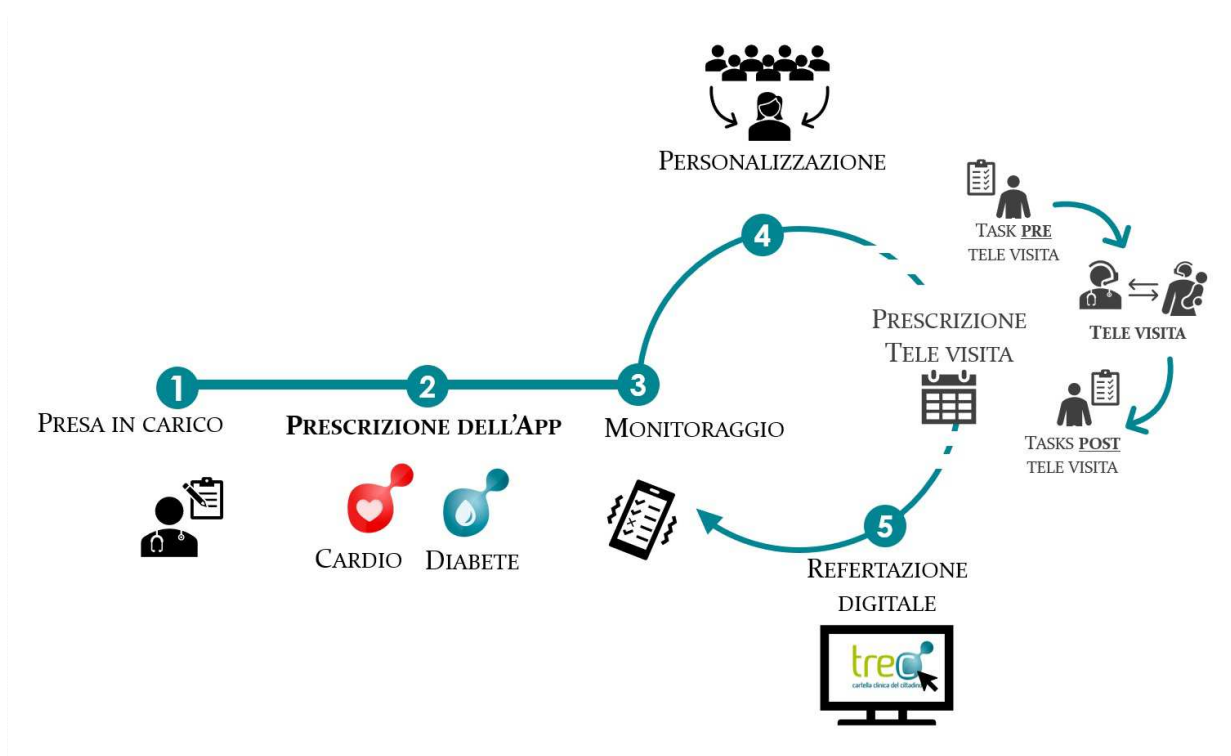 1
PRESA IN CARICO
2
PRESCRIZIONE DELL'APP
CARDIO
DIABETE
3
MONITORAGGIO
4
PERSONALIZZAZIONE
PRESCRIZIONE
TELE VISITA
TASK PRE
TELE VISITA
TELE VISITA
TASKS POST
TELE VISITA
5
REFERTAZIONE
DIGITALE
trec
cartella clinica del cittadino